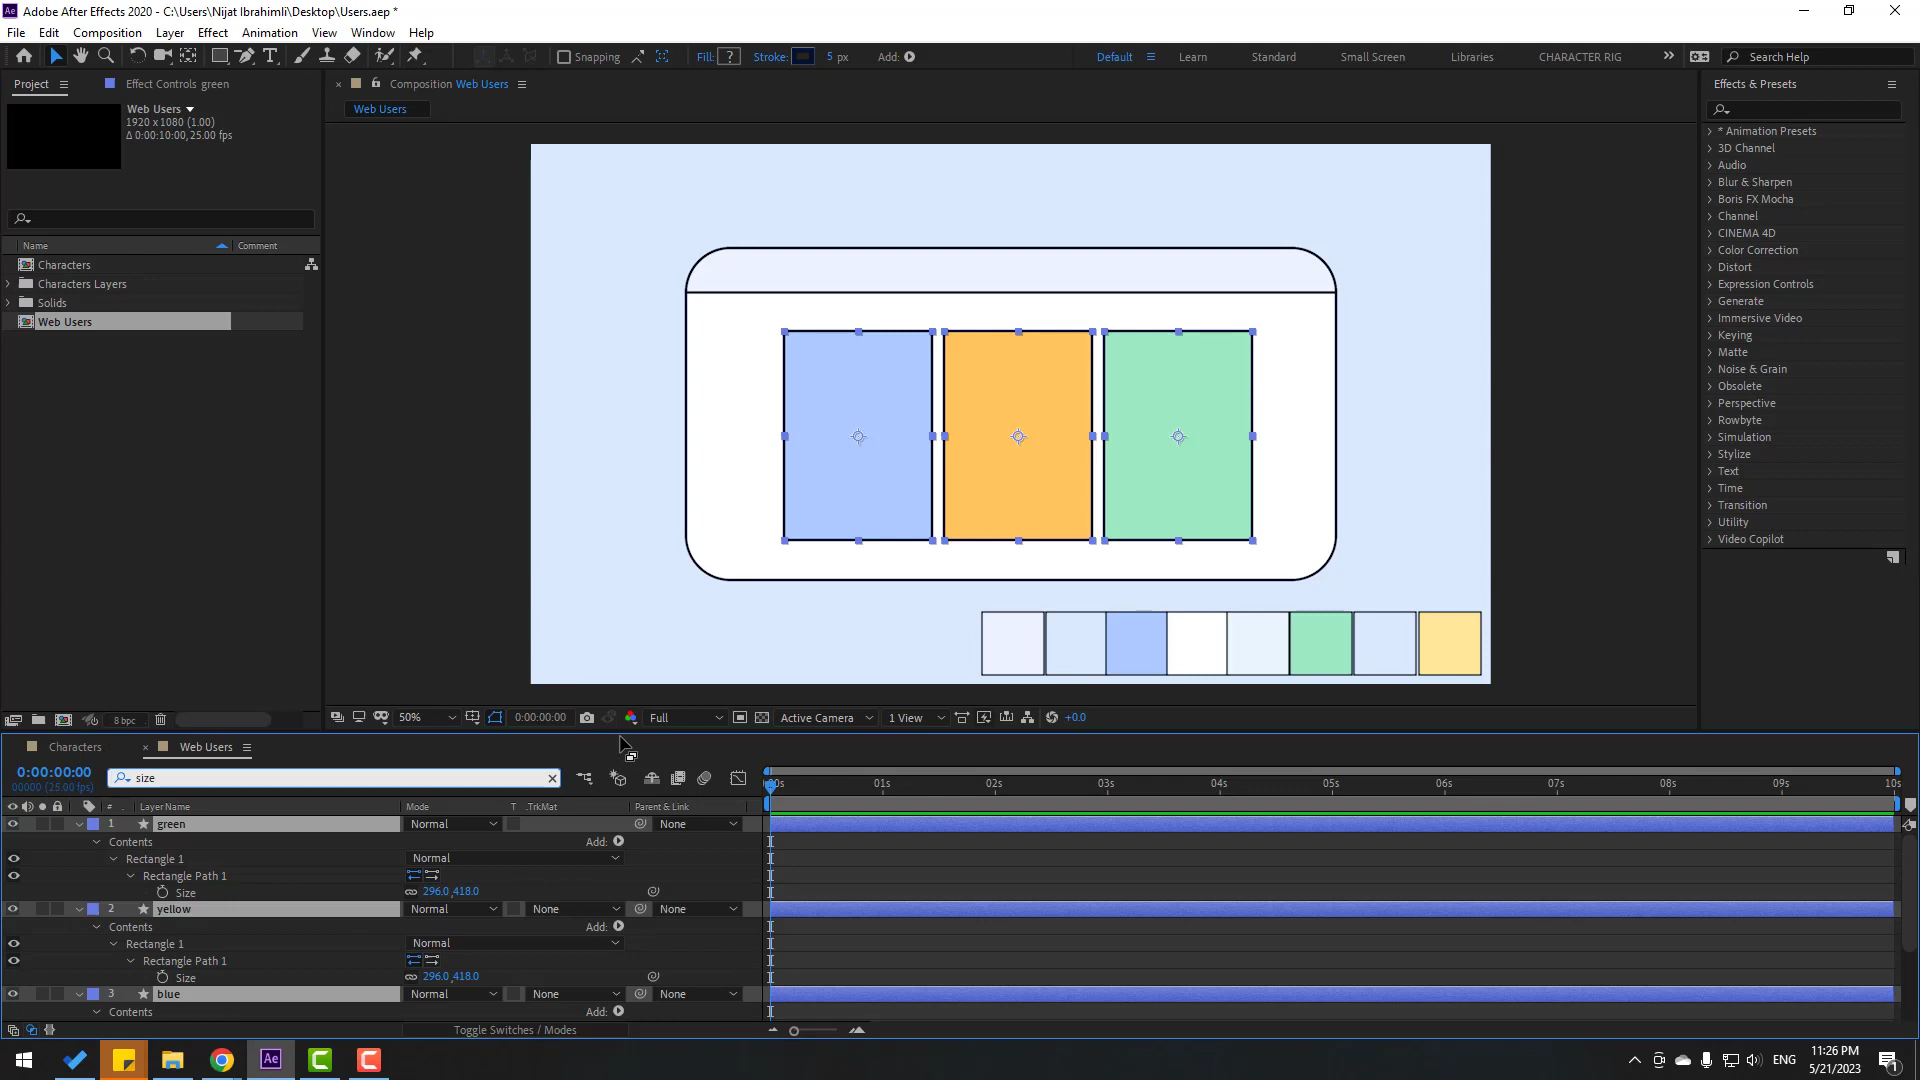 Adobe After Effects 2020 - C:\Users\Nijat Ibrahimli\Desktop\Users.aep *
File Edit Composition Layer Effect Animation View Window Help
Snapping Fill: ? Stroke: 5 px Add: Default Learn Standard Small Screen Libraries CHARACTER RIG Search Help
Project Effect Controls green
Composition Web Users
Effects & Presets
Web Users
1920 x 1080 (1.00)
Δ 0:00:10:00, 25.00 fps
Web Users
Name Comment
Characters
Characters Layers
Solids
Web Users
* Animation Presets
3D Channel
Audio
Blur & Sharpen
Boris FX Mocha
Channel
CINEMA 4D
Color Correction
Distort
Expression Controls
Generate
Immersive Video
Keying
Matte
Noise & Grain
Obsolete
Perspective
Rowbyte
Simulation
Stylize
Text
Time
Transition
Utility
Video Copilot
8 bpc
50% 0:00:00:00 Full Active Camera 1 View +0.0
Characters Web Users
0:00:00:00
00000 (25.00 fps)
size
:00s 01s 02s 03s 04s 05s 06s 07s 08s 09s 10s
# Layer Name Mode T .TrkMat Parent & Link
1 green Normal None
Contents Add:
Rectangle 1 Normal
Rectangle Path 1
Size 296.0,418.0
2 yellow Normal None None
Contents Add:
Rectangle 1 Normal
Rectangle Path 1
Size 296.0,418.0
3 blue Normal None None
Contents Add:
Toggle Switches / Modes
Ae
ENG
11:26 PM
5/21/2023
1